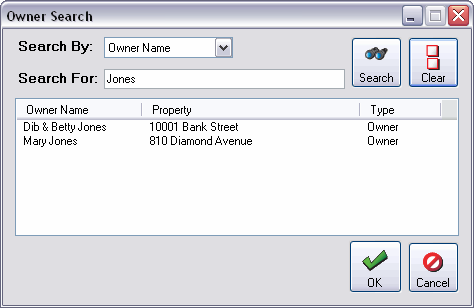 Owner Search
Search By: Owner Name
Search For: Jones
Search Clear
Owner Name Property Type
Dib & Betty Jones 10001 Bank Street Owner
Mary Jones 810 Diamond Avenue Owner
OK Cancel